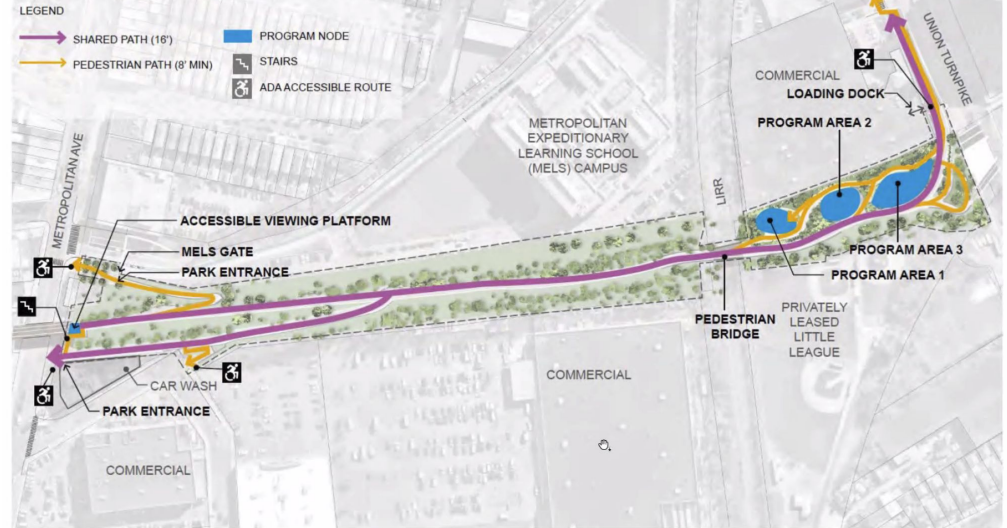 LEGEND
SHARED PATH (16')
PEDESTRIAN PATH (8' MIN)
PROGRAM NODE
STAIRS
ADA ACCESSIBLE ROUTE
UNION TURNPIKE
COMMERCIAL
LOADING DOCK
PROGRAM AREA 2
METROPOLITAN
EXPEDITIONARY
LEARNING SCHOOL
(MELS) CAMPUS
LIRR
METROPOLITAN AVE
ACCESSIBLE VIEWING PLATFORM
MELS GATE
PARK ENTRANCE
PROGRAM AREA 3
PROGRAM AREA 1
PEDESTRIAN
BRIDGE
PRIVATELY
LEASED
LITTLE
LEAGUE
COMMERCIAL
CAR WASH
PARK ENTRANCE
COMMERCIAL